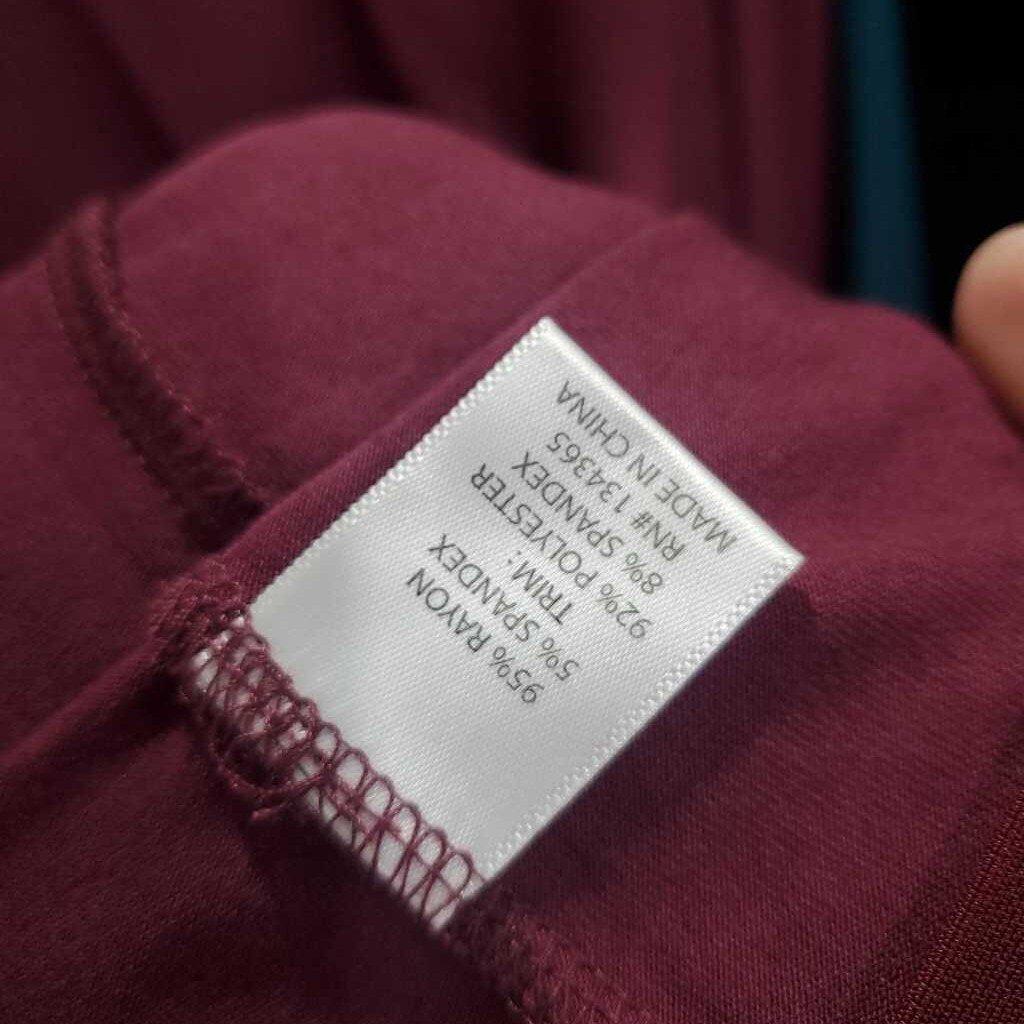 95% RAYON
5% SPANDEX
TRIM:
92% POLYESTER
8% SPANDEX
RN# 134365
MADE IN CHINA